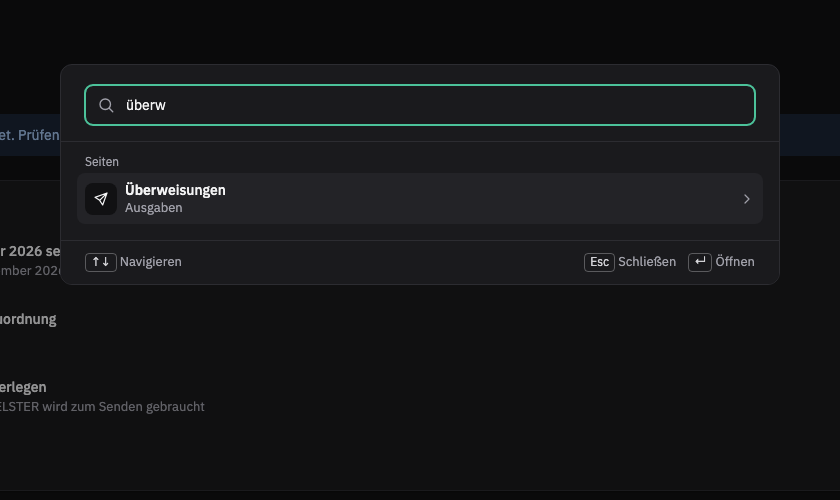 überw
et. Prüfen
Seiten
Überweisungen
Ausgaben
r 2026 se
mber 2026
↑↓ Navigieren
Esc Schließen
↵ Öffnen
uordnung
erlegen
ELSTER wird zum Senden gebraucht